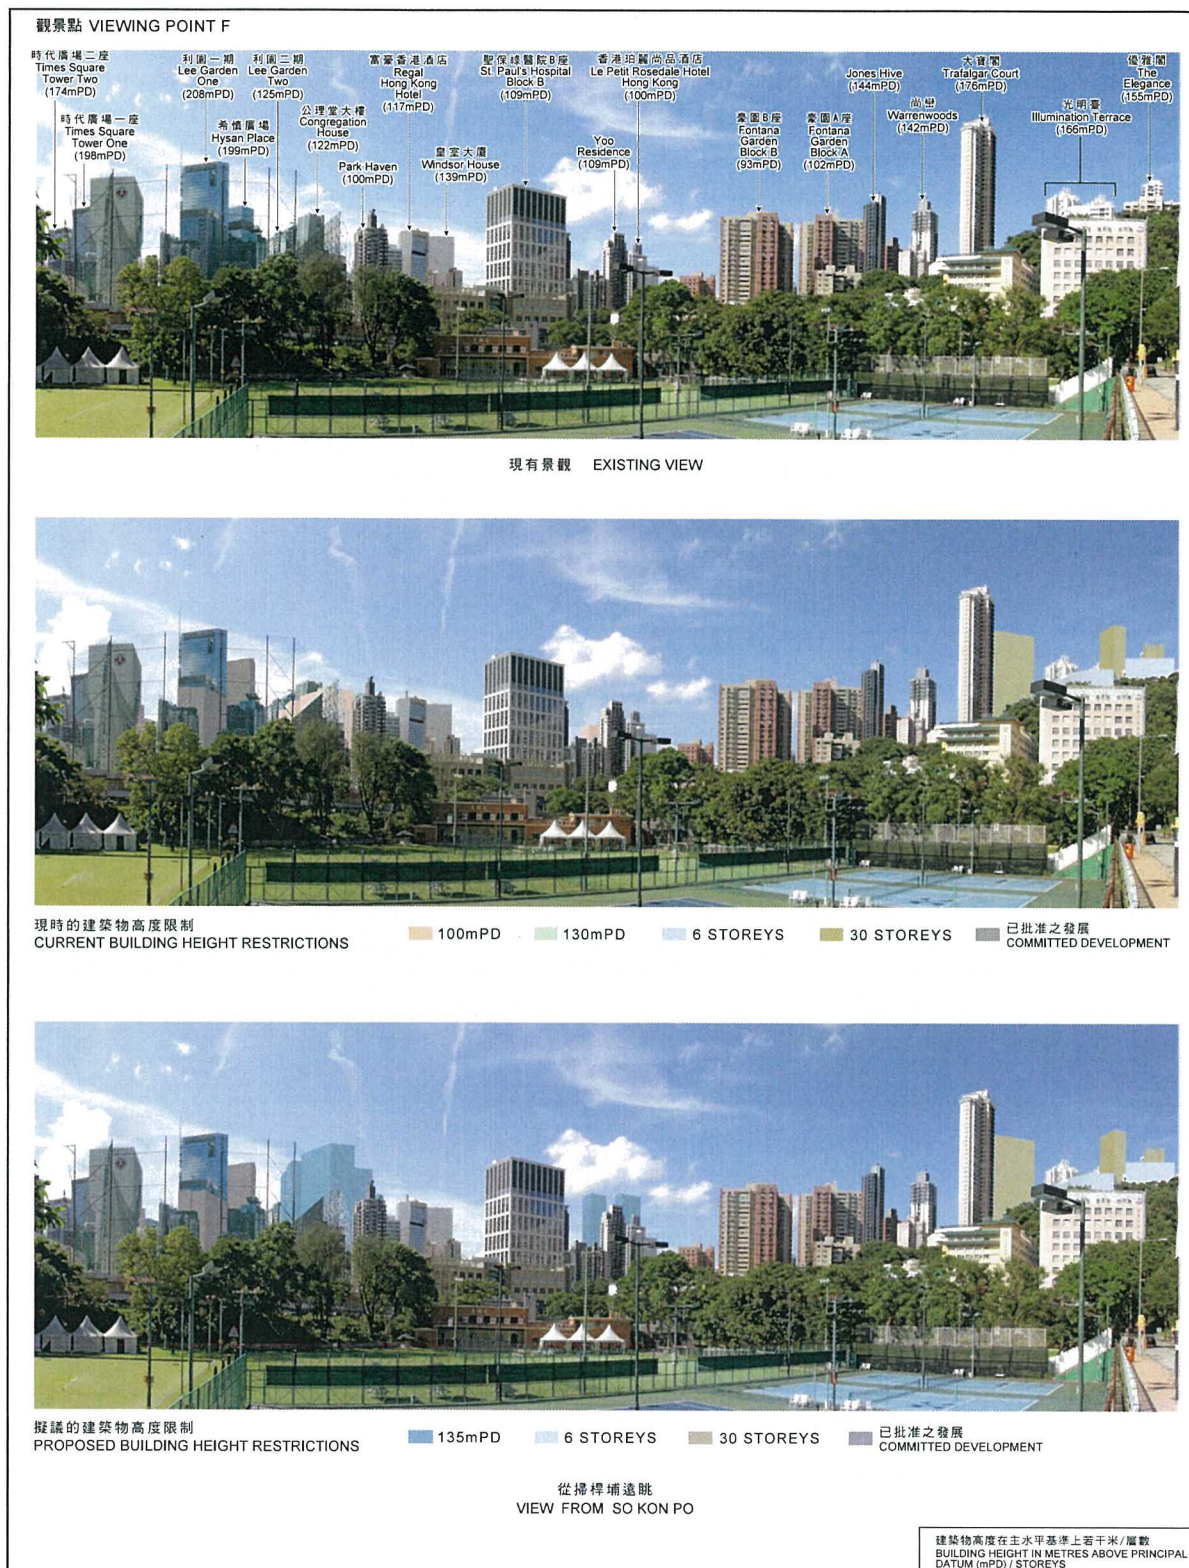 觀景點 VIEWING POINT F
時代廣場二座
Times Square
Tower Two
(174mPD)
時代廣場一座
Times Square
Tower One
(198mPD)
利園一期
Lee Garden
One
(208mPD)
希慎廣場
Hysan Place
(199mPD)
利園二期
Lee Garden
Two
(125mPD)
公理堂大樓
Congregation
House
(122mPD)
Park Haven
(100mPD)
富豪香港酒店
Regal
Hong Kong
Hotel
(117mPD)
皇室大廈
Windsor House
(139mPD)
聖保祿醫院B座
St. Paul's Hospital
Block B
(109mPD)
Yoo
Residence
(109mPD)
香港珀麗尚品酒店
Le Petit Rosedale Hotel
Hong Kong
(100mPD)
豪園B座
Fontana
Garden
Block B
(93mPD)
豪園A座
Fontana
Garden
Block A
(102mPD)
Jones Hive
(144mPD)
尚巒
Warrenwoods
(142mPD)
大寶閣
Trafalgar Court
(176mPD)
光明臺
Illumination Terrace
(166mPD)
優雅閣
The
Elegance
(155mPD)
現有景觀 EXISTING VIEW
現時的建築物高度限制
CURRENT BUILDING HEIGHT RESTRICTIONS
100mPD
130mPD
6 STOREYS
30 STOREYS
已批准之發展
COMMITTED DEVELOPMENT
擬議的建築物高度限制
PROPOSED BUILDING HEIGHT RESTRICTIONS
135mPD
6 STOREYS
30 STOREYS
已批准之發展
COMMITTED DEVELOPMENT
從掃桿埔遠眺
VIEW FROM SO KON PO
建築物高度在主水平基準上若干米/層數
BUILDING HEIGHT IN METRES ABOVE PRINCIPAL
DATUM (mPD) / STOREYS